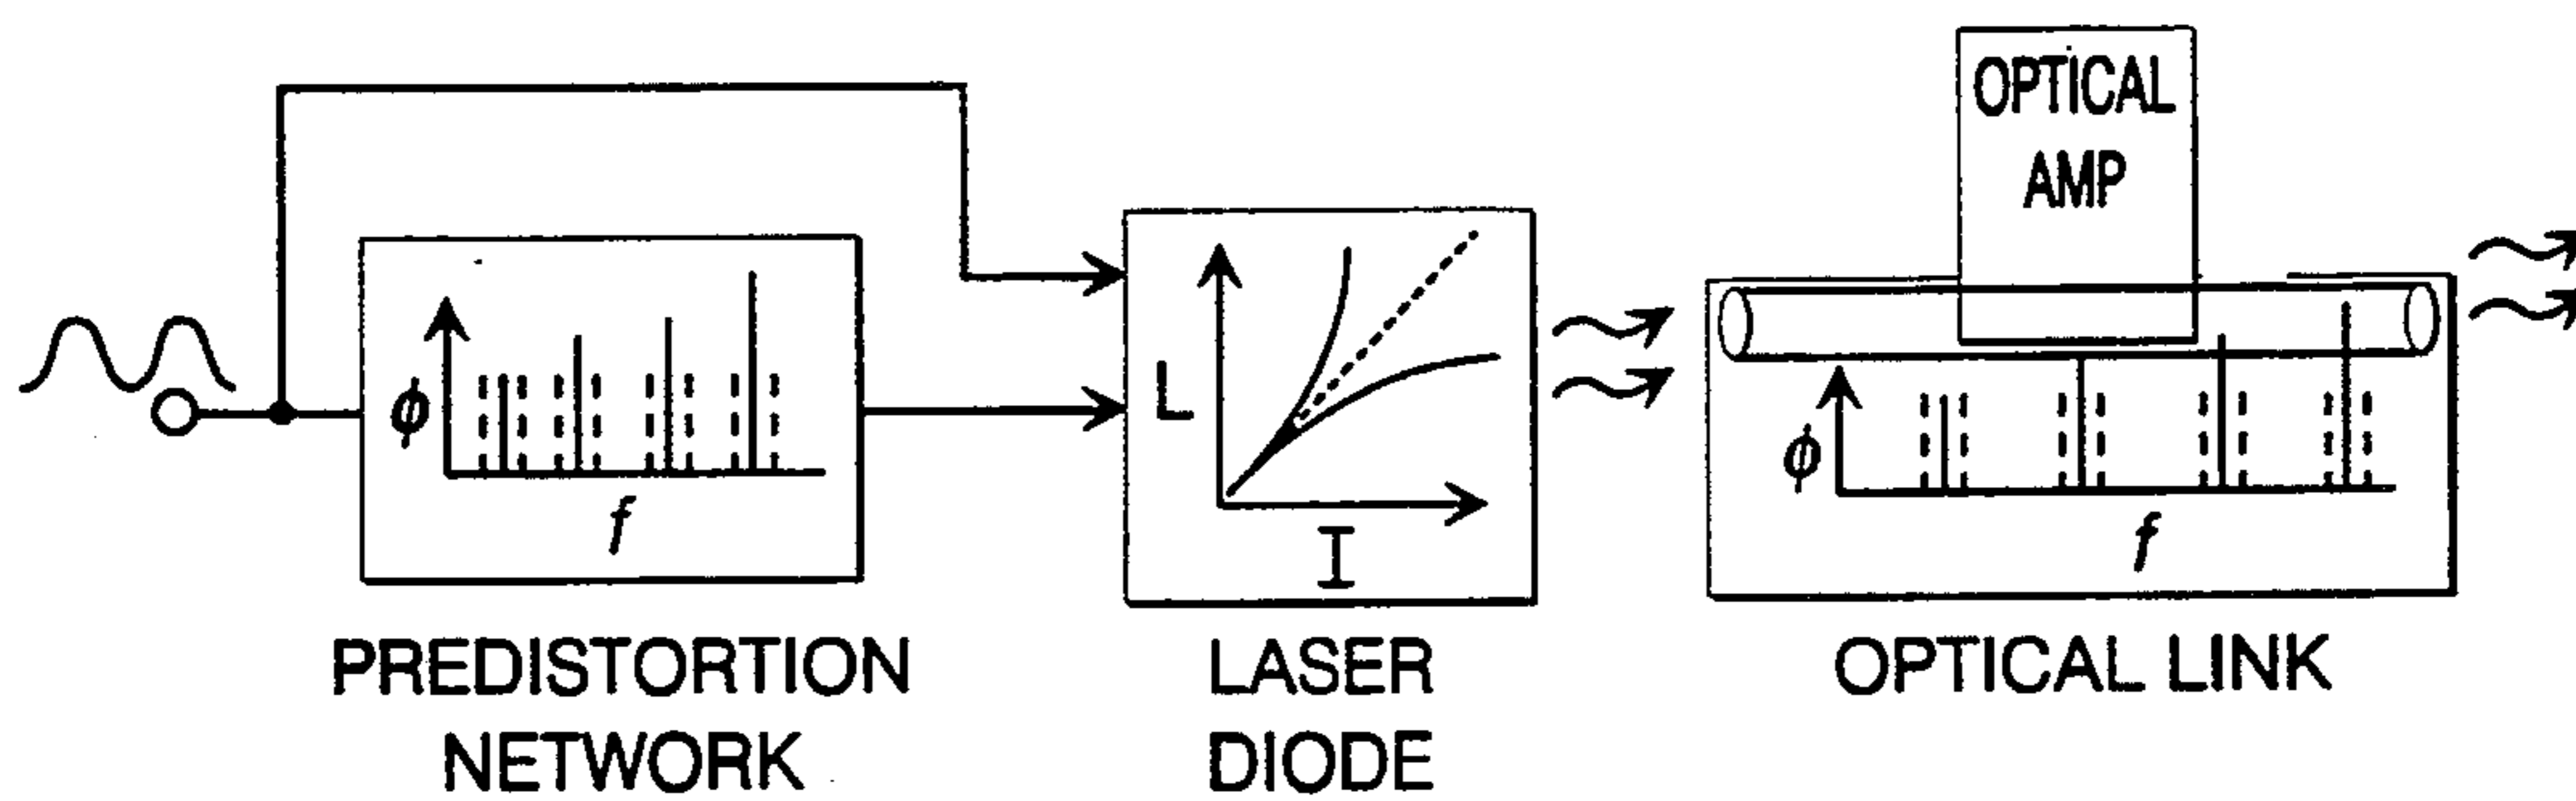 OPTICAL
AMP
ϕ
f
L
I
ϕ
f
PREDISTORTION
NETWORK
LASER
DIODE
OPTICAL LINK